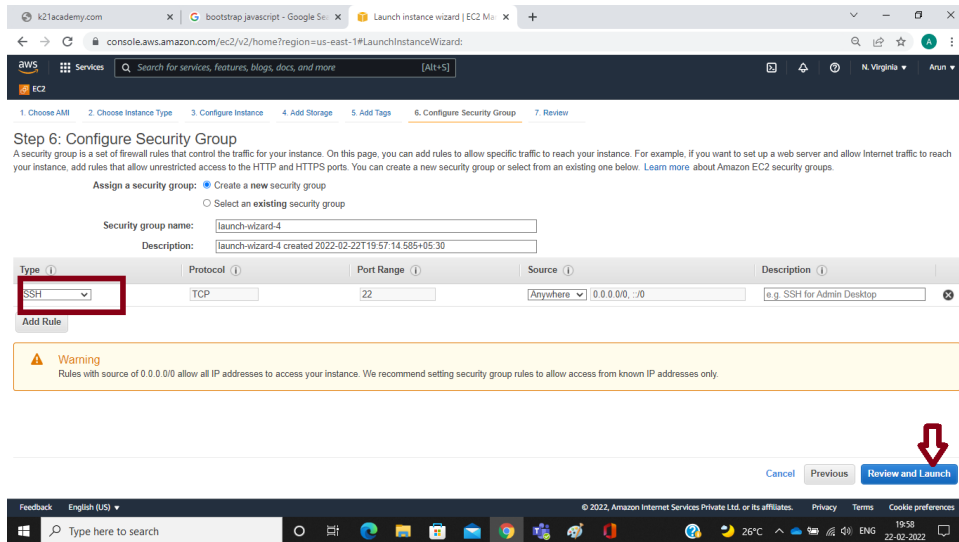 k21academy.com
bootstrap javascript - Google Sea
Launch instance wizard | EC2 Ma
console.aws.amazon.com/ec2/v2/home?region=us-east-1#LaunchInstanceWizard:
A
aws
Services
Search for services, features, blogs, docs, and more
[Alt+S]
N. Virginia
Arun
EC2
1. Choose AMI 2. Choose Instance Type 3. Configure Instance 4. Add Storage 5. Add Tags 6. Configure Security Group 7. Review
Step 6: Configure Security Group
A security group is a set of firewall rules that control the traffic for your instance. On this page, you can add rules to allow specific traffic to reach your instance. For example, if you want to set up a web server and allow Internet traffic to reach
your instance, add rules that allow unrestricted access to the HTTP and HTTPS ports. You can create a new security group or select from an existing one below. Learn more about Amazon EC2 security groups.
Assign a security group: Create a new security group
Select an existing security group
Security group name: launch-wizard-4
Description: launch-wizard-4 created 2022-02-22T19:57:14.585+05:30
Type Protocol Port Range Source Description
SSH TCP 22 Anywhere 0.0.0.0/0, ::/0 e.g. SSH for Admin Desktop
Add Rule
Warning
Rules with source of 0.0.0.0/0 allow all IP addresses to access your instance. We recommend setting security group rules to allow access from known IP addresses only.
Cancel Previous Review and Launch
Feedback English (US) © 2022, Amazon Internet Services Private Ltd. or its affiliates. Privacy Terms Cookie preferences
Type here to search
26°C
ENG
19:58
22-02-2022